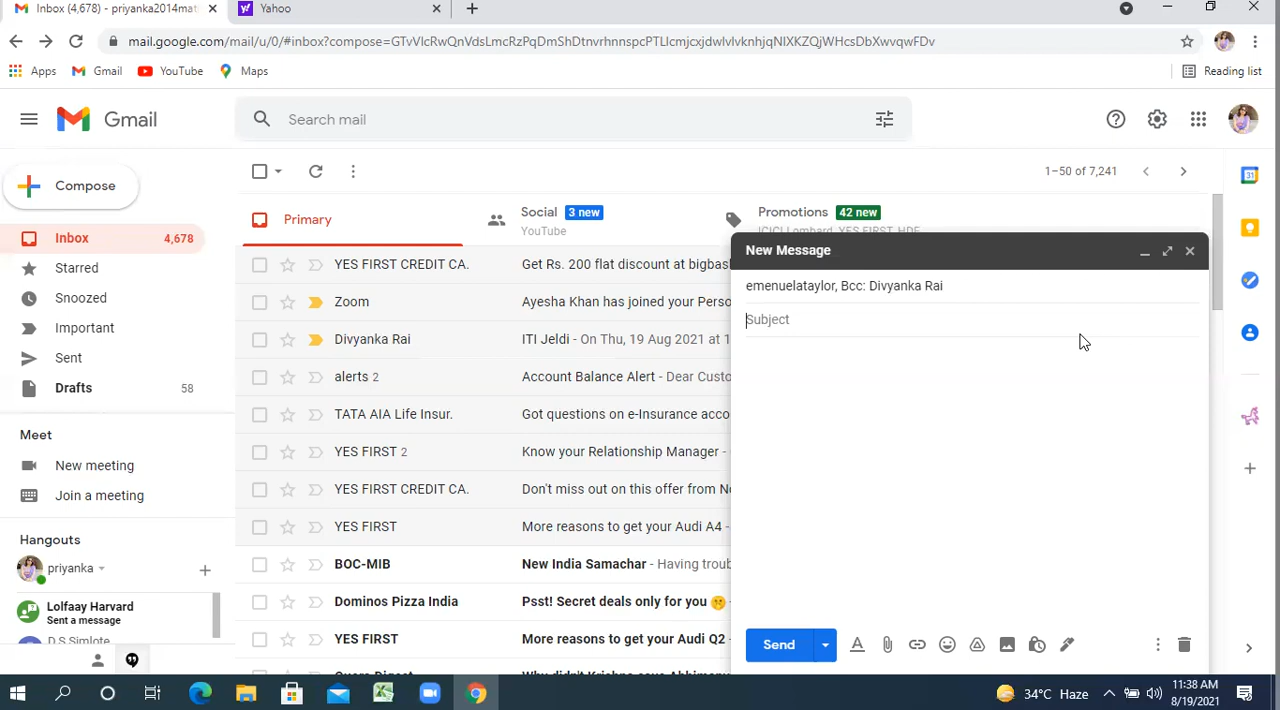 Inbox (4,678) - priyanka2014mat
Yahoo
mail.google.com/mail/u/0/#inbox?compose=GTvVlcRwQnVdsLmcRzPqDmShDtnvrhnnspcPTLlcmjcxjdwlvlvknhjqNlXKZQjWHcsDbXwvqwFDv
Apps
Gmail
YouTube
Maps
Reading list
Gmail
Search mail
Compose
1–50 of 7,241
Inbox 4,678
Starred
Snoozed
Important
Sent
Drafts 58
Meet
New meeting
Join a meeting
Hangouts
priyanka
Lolfaay Harvard
Sent a message
D S Simlote
Primary
Social 3 new
YouTube
Promotions 42 new
ICICI Lombard, YES FIRST, HDF
YES FIRST CREDIT CA. Get Rs. 200 flat discount at bigbas
Zoom Ayesha Khan has joined your Perso
Divyanka Rai ITI Jeldi - On Thu, 19 Aug 2021 at 1
alerts 2 Account Balance Alert - Dear Custo
TATA AIA Life Insur. Got questions on e-Insurance acco
YES FIRST 2 Know your Relationship Manager -
YES FIRST CREDIT CA. Don't miss out on this offer from No
YES FIRST More reasons to get your Audi A4 -
BOC-MIB New India Samachar - Having troub
Dominos Pizza India Psst! Secret deals only for you
YES FIRST More reasons to get your Audi Q2 -
New Message
emenuelataylor, Bcc: Divyanka Rai
Subject
Send
34°C Haze
11:38 AM
8/19/2021